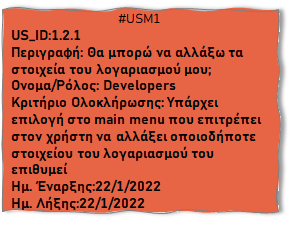 #USM1
US_ID:1.2.1
Περιγραφή: Θα μπορώ να αλλάξω τα
στοιχεία του λογαριασμού μου;
Ονομα/Ρόλος: Developers
Κριτήριο Ολοκλήρωσης: Υπάρχει
επιλογή στο main menu που επιτρέπει
στον χρήστη να αλλάξει οποιοδήποτε
στοιχείου του λογαριασμού του
επιθυμεί
Ημ. Έναρξης:22/1/2022
Ημ. Λήξης:22/1/2022